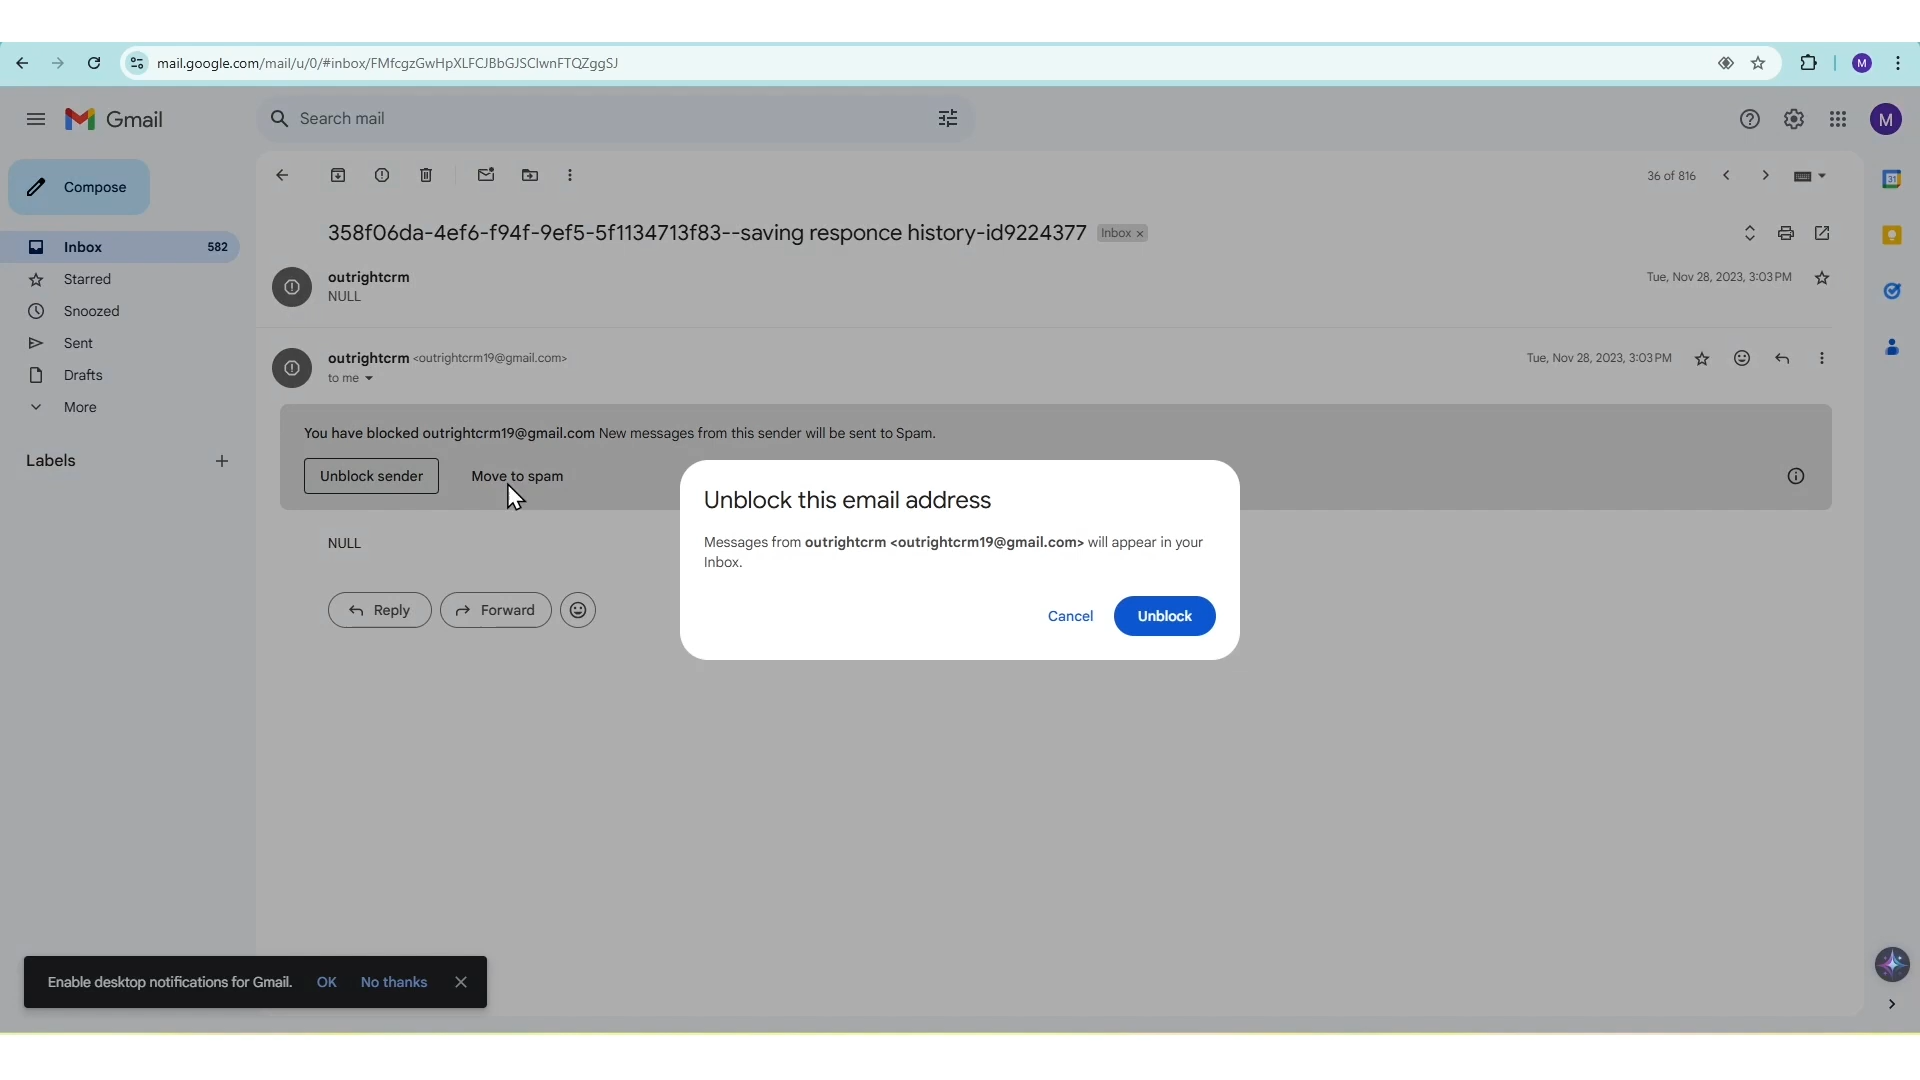 mail.google.com/mail/u/0/#inbox/FMfcgzGwHpXLFCJBbGJSClwnFTQZggSJ
M
Gmail
Search mail
M
Compose
36 of 816
31
Inbox 582
Starred
Snoozed
Sent
Drafts
More
Labels
358f06da-4ef6-f94f-9ef5-5f1134713f83--saving responce history-id9224377 Inbox ×
outrightcrm
NULL
Tue, Nov 28, 2023, 3:03 PM
outrightcrm <outrightcrm19@gmail.com>
to me
Tue, Nov 28, 2023, 3:03 PM
You have blocked outrightcrm19@gmail.com New messages from this sender will be sent to Spam.
Unblock sender Move to spam
NULL
Reply Forward
Unblock this email address
Messages from outrightcrm <outrightcrm19@gmail.com> will appear in your
Inbox.
Cancel Unblock
Enable desktop notifications for Gmail. OK No thanks